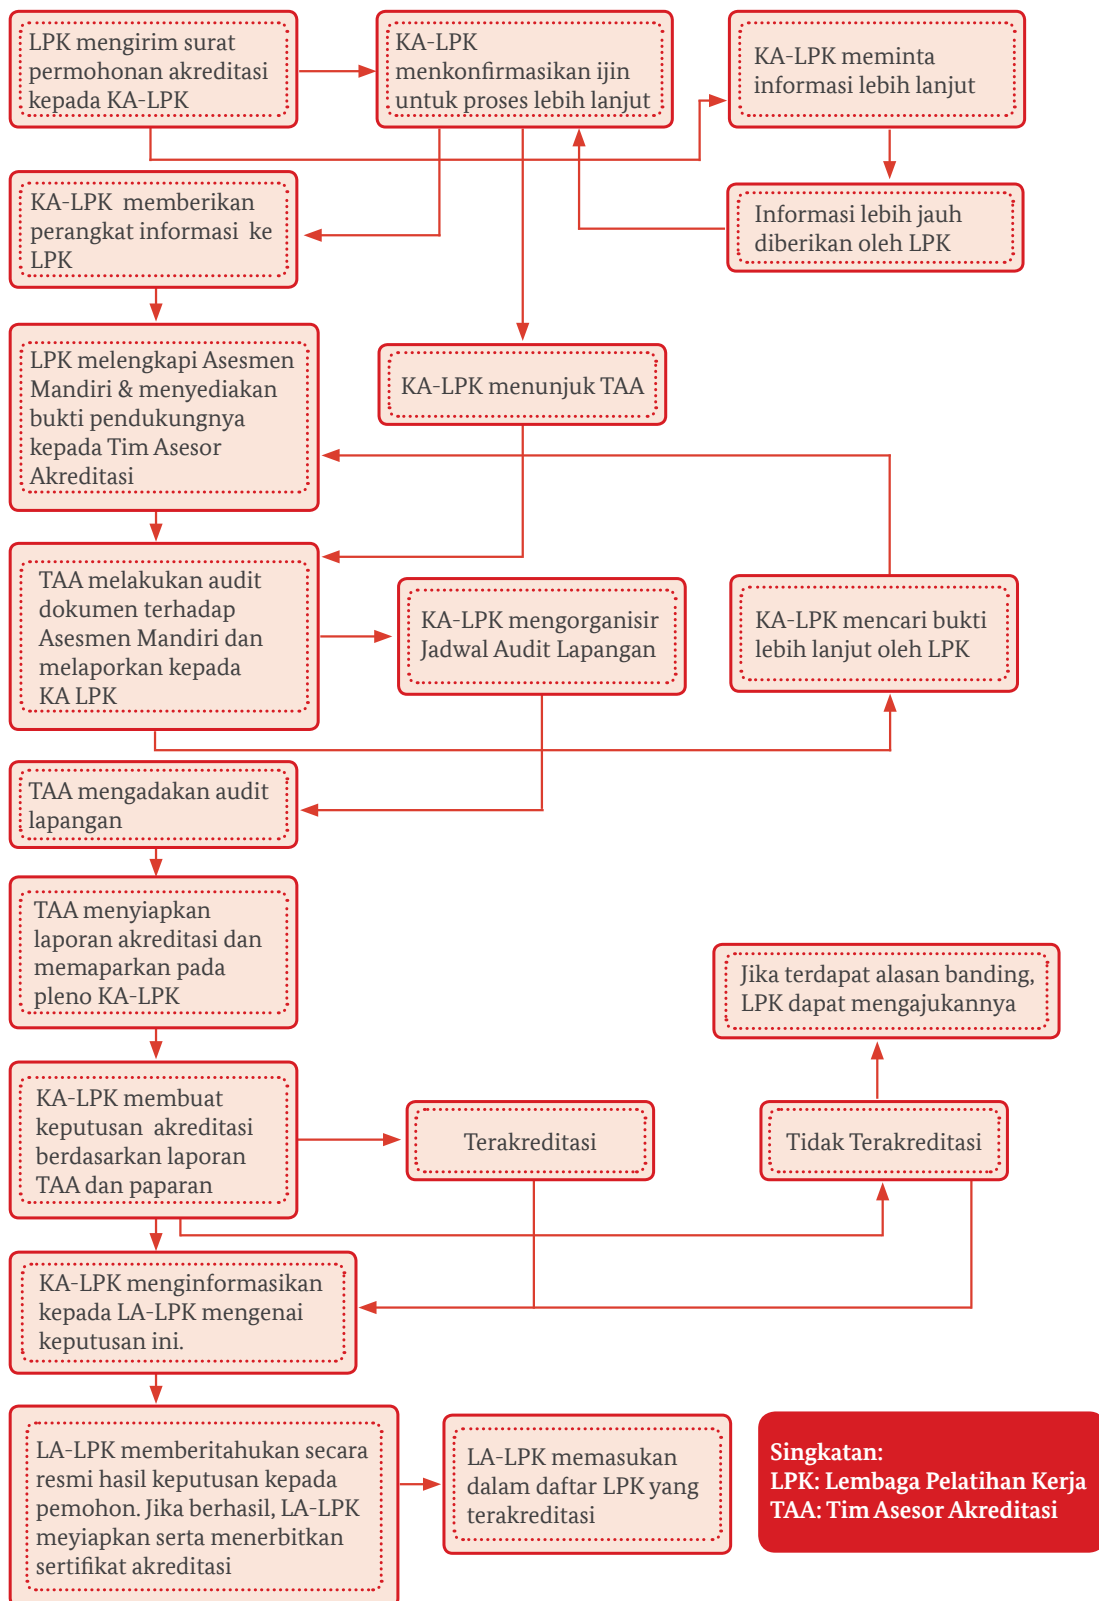 LPK mengirim surat
permohonan akreditasi
kepada KA-LPK
KA-LPK
menkonfirmasikan ijin
untuk proses lebih lanjut
KA-LPK meminta
informasi lebih lanjut
KA-LPK memberikan
perangkat informasi ke
LPK
Informasi lebih jauh
diberikan oleh LPK
LPK melengkapi Asesmen
Mandiri & menyediakan
bukti pendukungnya
kepada Tim Asesor
Akreditasi
KA-LPK menunjuk TAA
TAA melakukan audit
dokumen terhadap
Asesmen Mandiri dan
melaporkan kepada
KA LPK
KA-LPK mengorganisir
Jadwal Audit Lapangan
KA-LPK mencari bukti
lebih lanjut oleh LPK
TAA mengadakan audit
lapangan
TAA menyiapkan
laporan akreditasi dan
memaparkan pada
pleno KA-LPK
Jika terdapat alasan banding,
LPK dapat mengajukannya
KA-LPK membuat
keputusan akreditasi
berdasarkan laporan
TAA dan paparan
Terakreditasi
Tidak Terakreditasi
KA-LPK menginformasikan
kepada LA-LPK mengenai
keputusan ini.
LA-LPK memberitahukan secara
resmi hasil keputusan kepada
pemohon. Jika berhasil, LA-LPK
meyiapkan serta menerbitkan
sertifikat akreditasi
LA-LPK memasukan
dalam daftar LPK yang
terakreditasi
Singkatan:
LPK: Lembaga Pelatihan Kerja
TAA: Tim Asesor Akreditasi